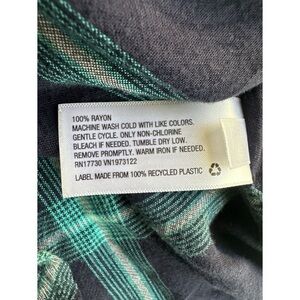 100% RAYON
MACHINE WASH COLD WITH LIKE COLORS.
GENTLE CYCLE. ONLY NON-CHLORINE
BLEACH IF NEEDED. TUMBLE DRY LOW.
REMOVE PROMPTLY. WARM IRON IF NEEDED.
RN17730 VN1973122
LABEL MADE FROM 100% RECYCLED PLASTIC